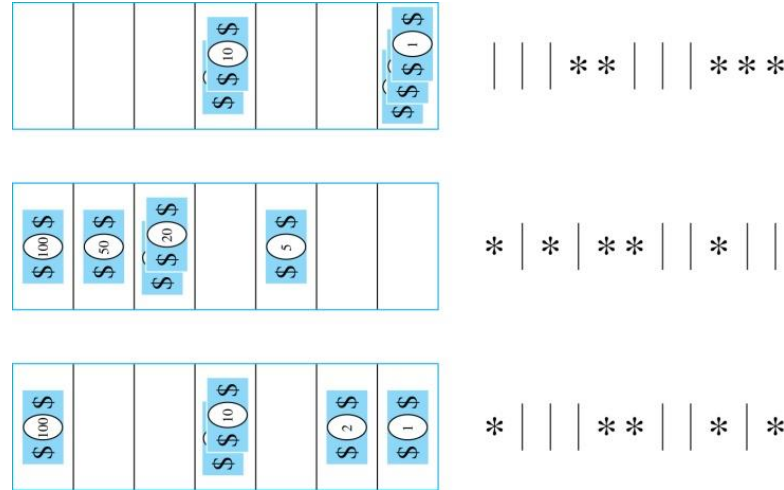 $ 10 $ $ $ 1 $ $ $ | | | * * | | | * * *
$ 100 $ $ 50 $ $ 20 $ $ $ 5 $ * | * | * * | | * | |
$ 100 $ $ 10 $ $ $ 2 $ $ 1 $ * | | | * * | | * | *